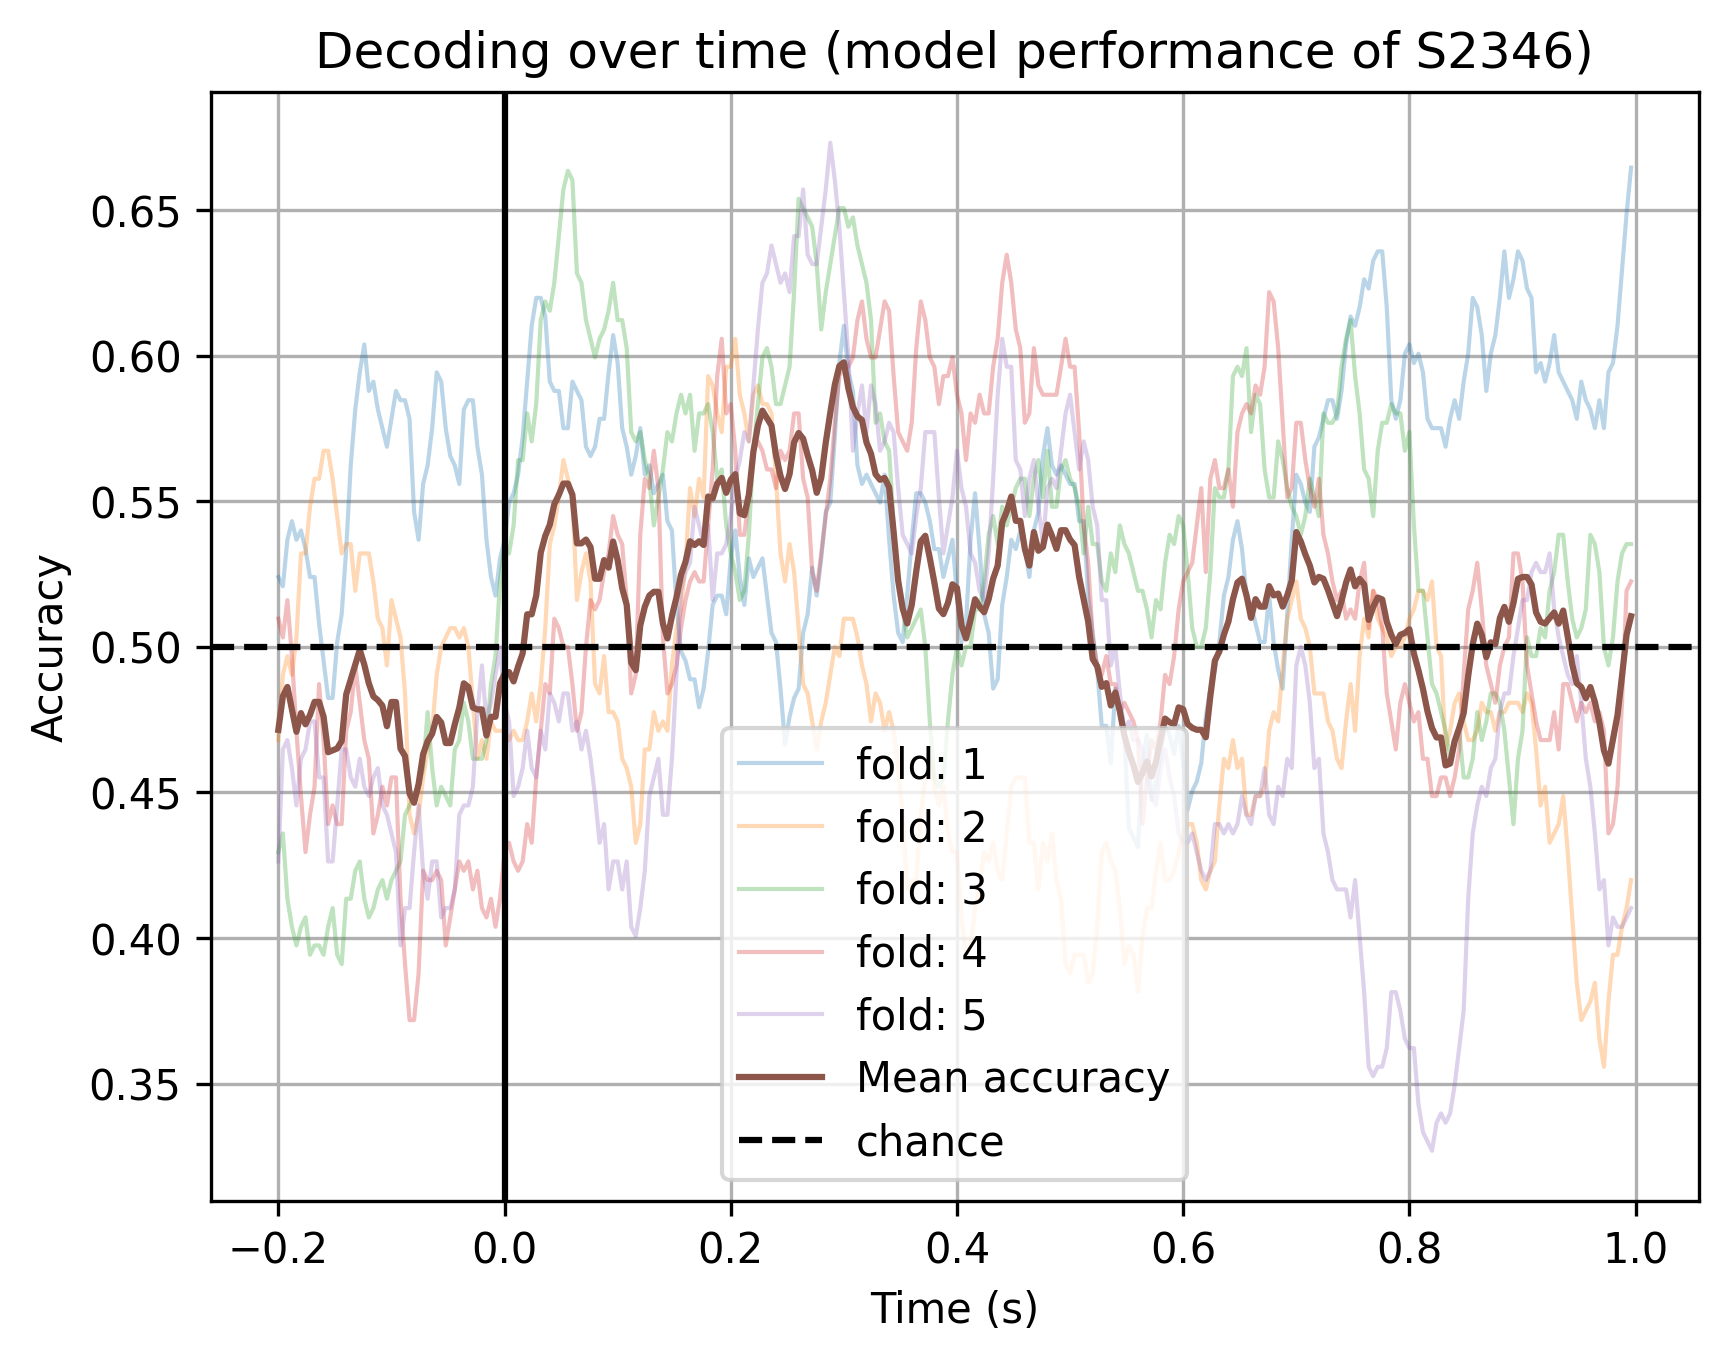 Decoding over time (model performance of S2346)
Accuracy
0.65
0.60
0.55
0.50
0.45
0.40
0.35
fold: 1
fold: 2
fold: 3
fold: 4
fold: 5
Mean accuracy
chance
−0.2
0.0
0.2
0.4
0.6
0.8
1.0
Time (s)